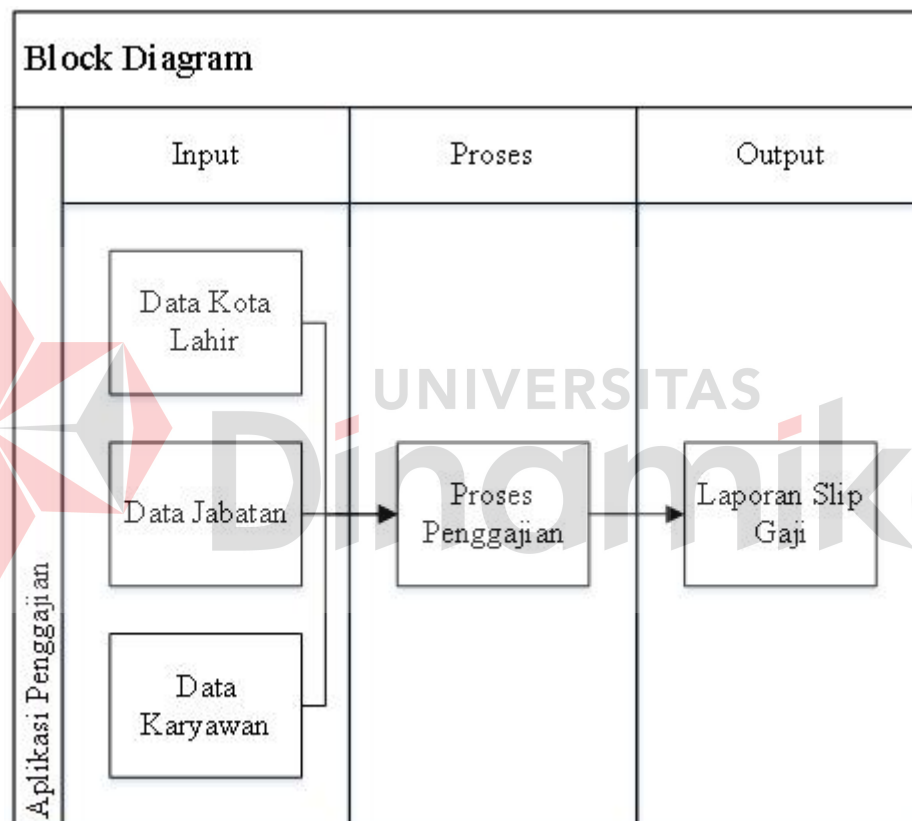 Block Diagram
Input
Proses
Output
Data Kota
Lahir
Data Jabatan
Data
Karyawan
Proses
Penggajian
Laporan Slip
Gaji
Aplikasi Penggajian
UNIVERSITAS
Dinamik